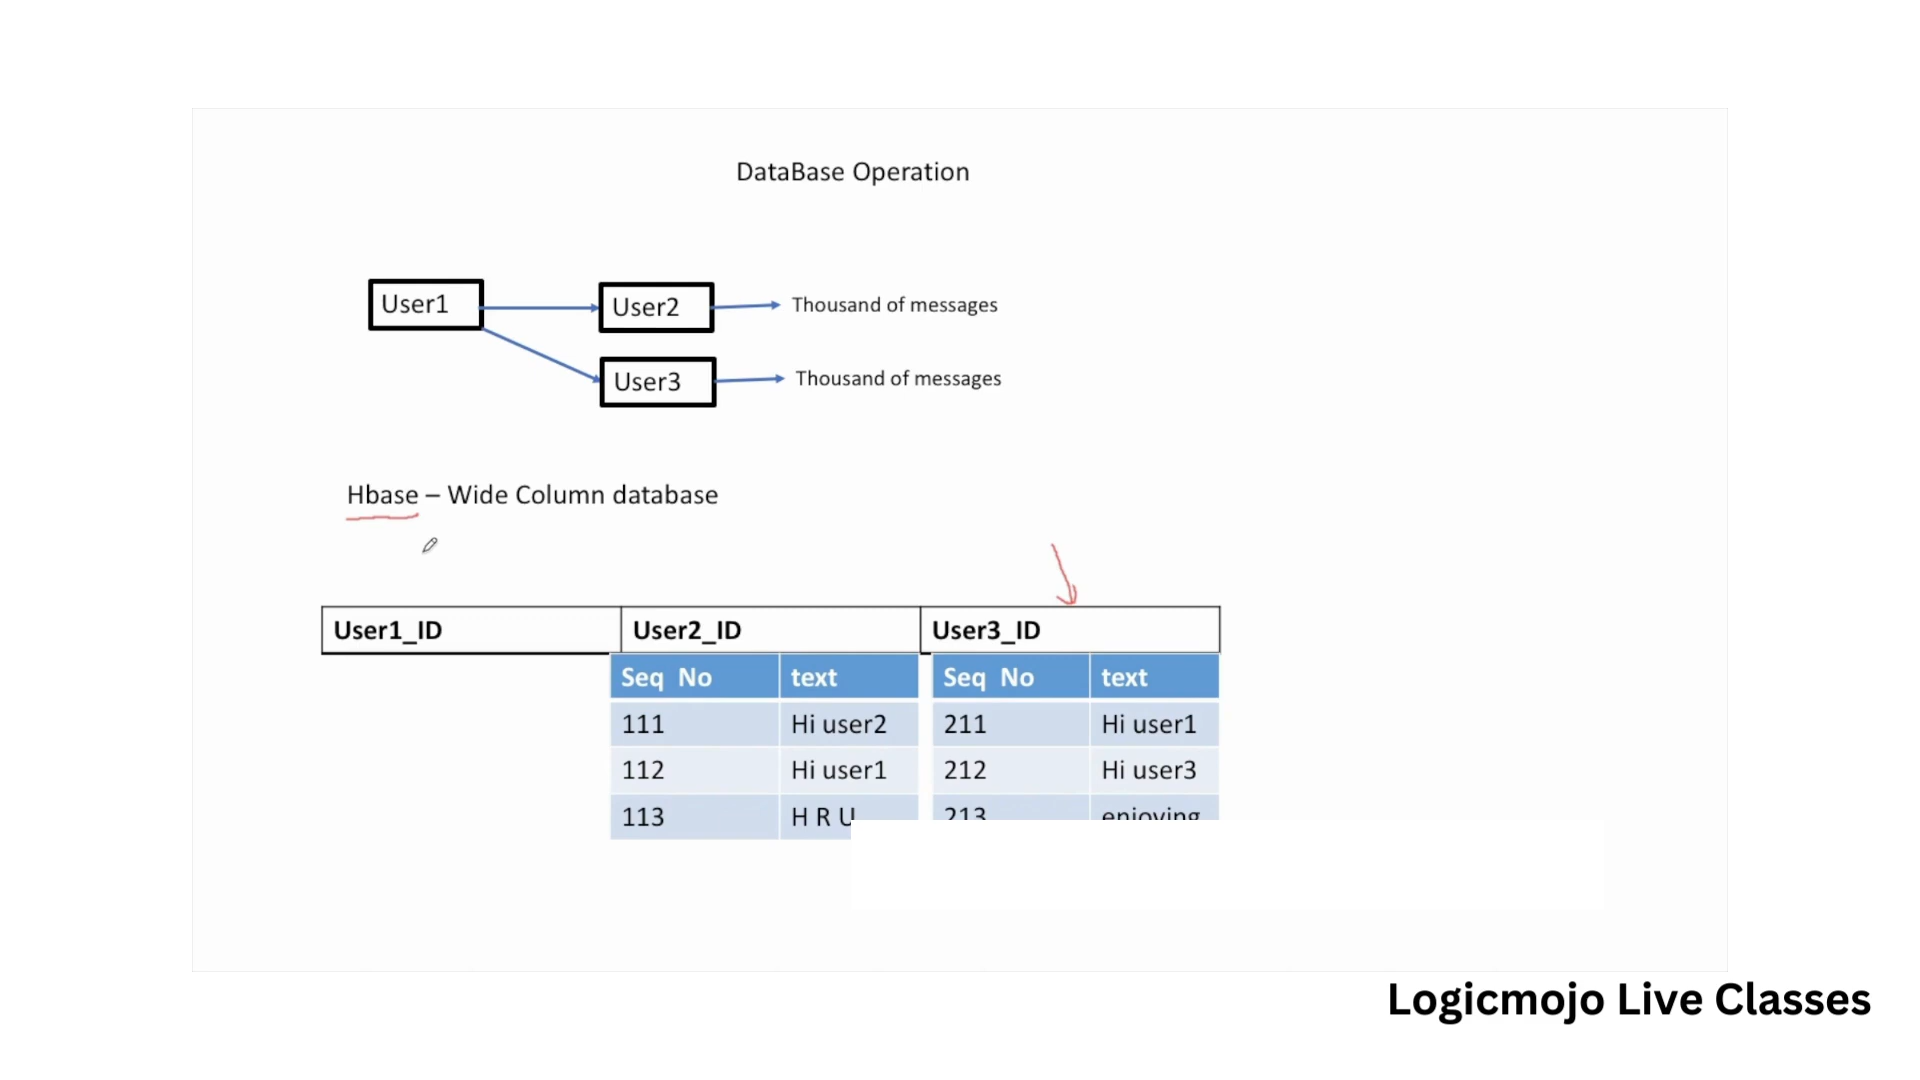 DataBase Operation
User1
User2
Thousand of messages
User3
Thousand of messages
Hbase – Wide Column database
User1_ID User2_ID User3_ID
Seq No text Seq No text
111 Hi user2 211 Hi user1
112 Hi user1 212 Hi user3
113 H R U 213 enjoying
Logicmojo Live Classes